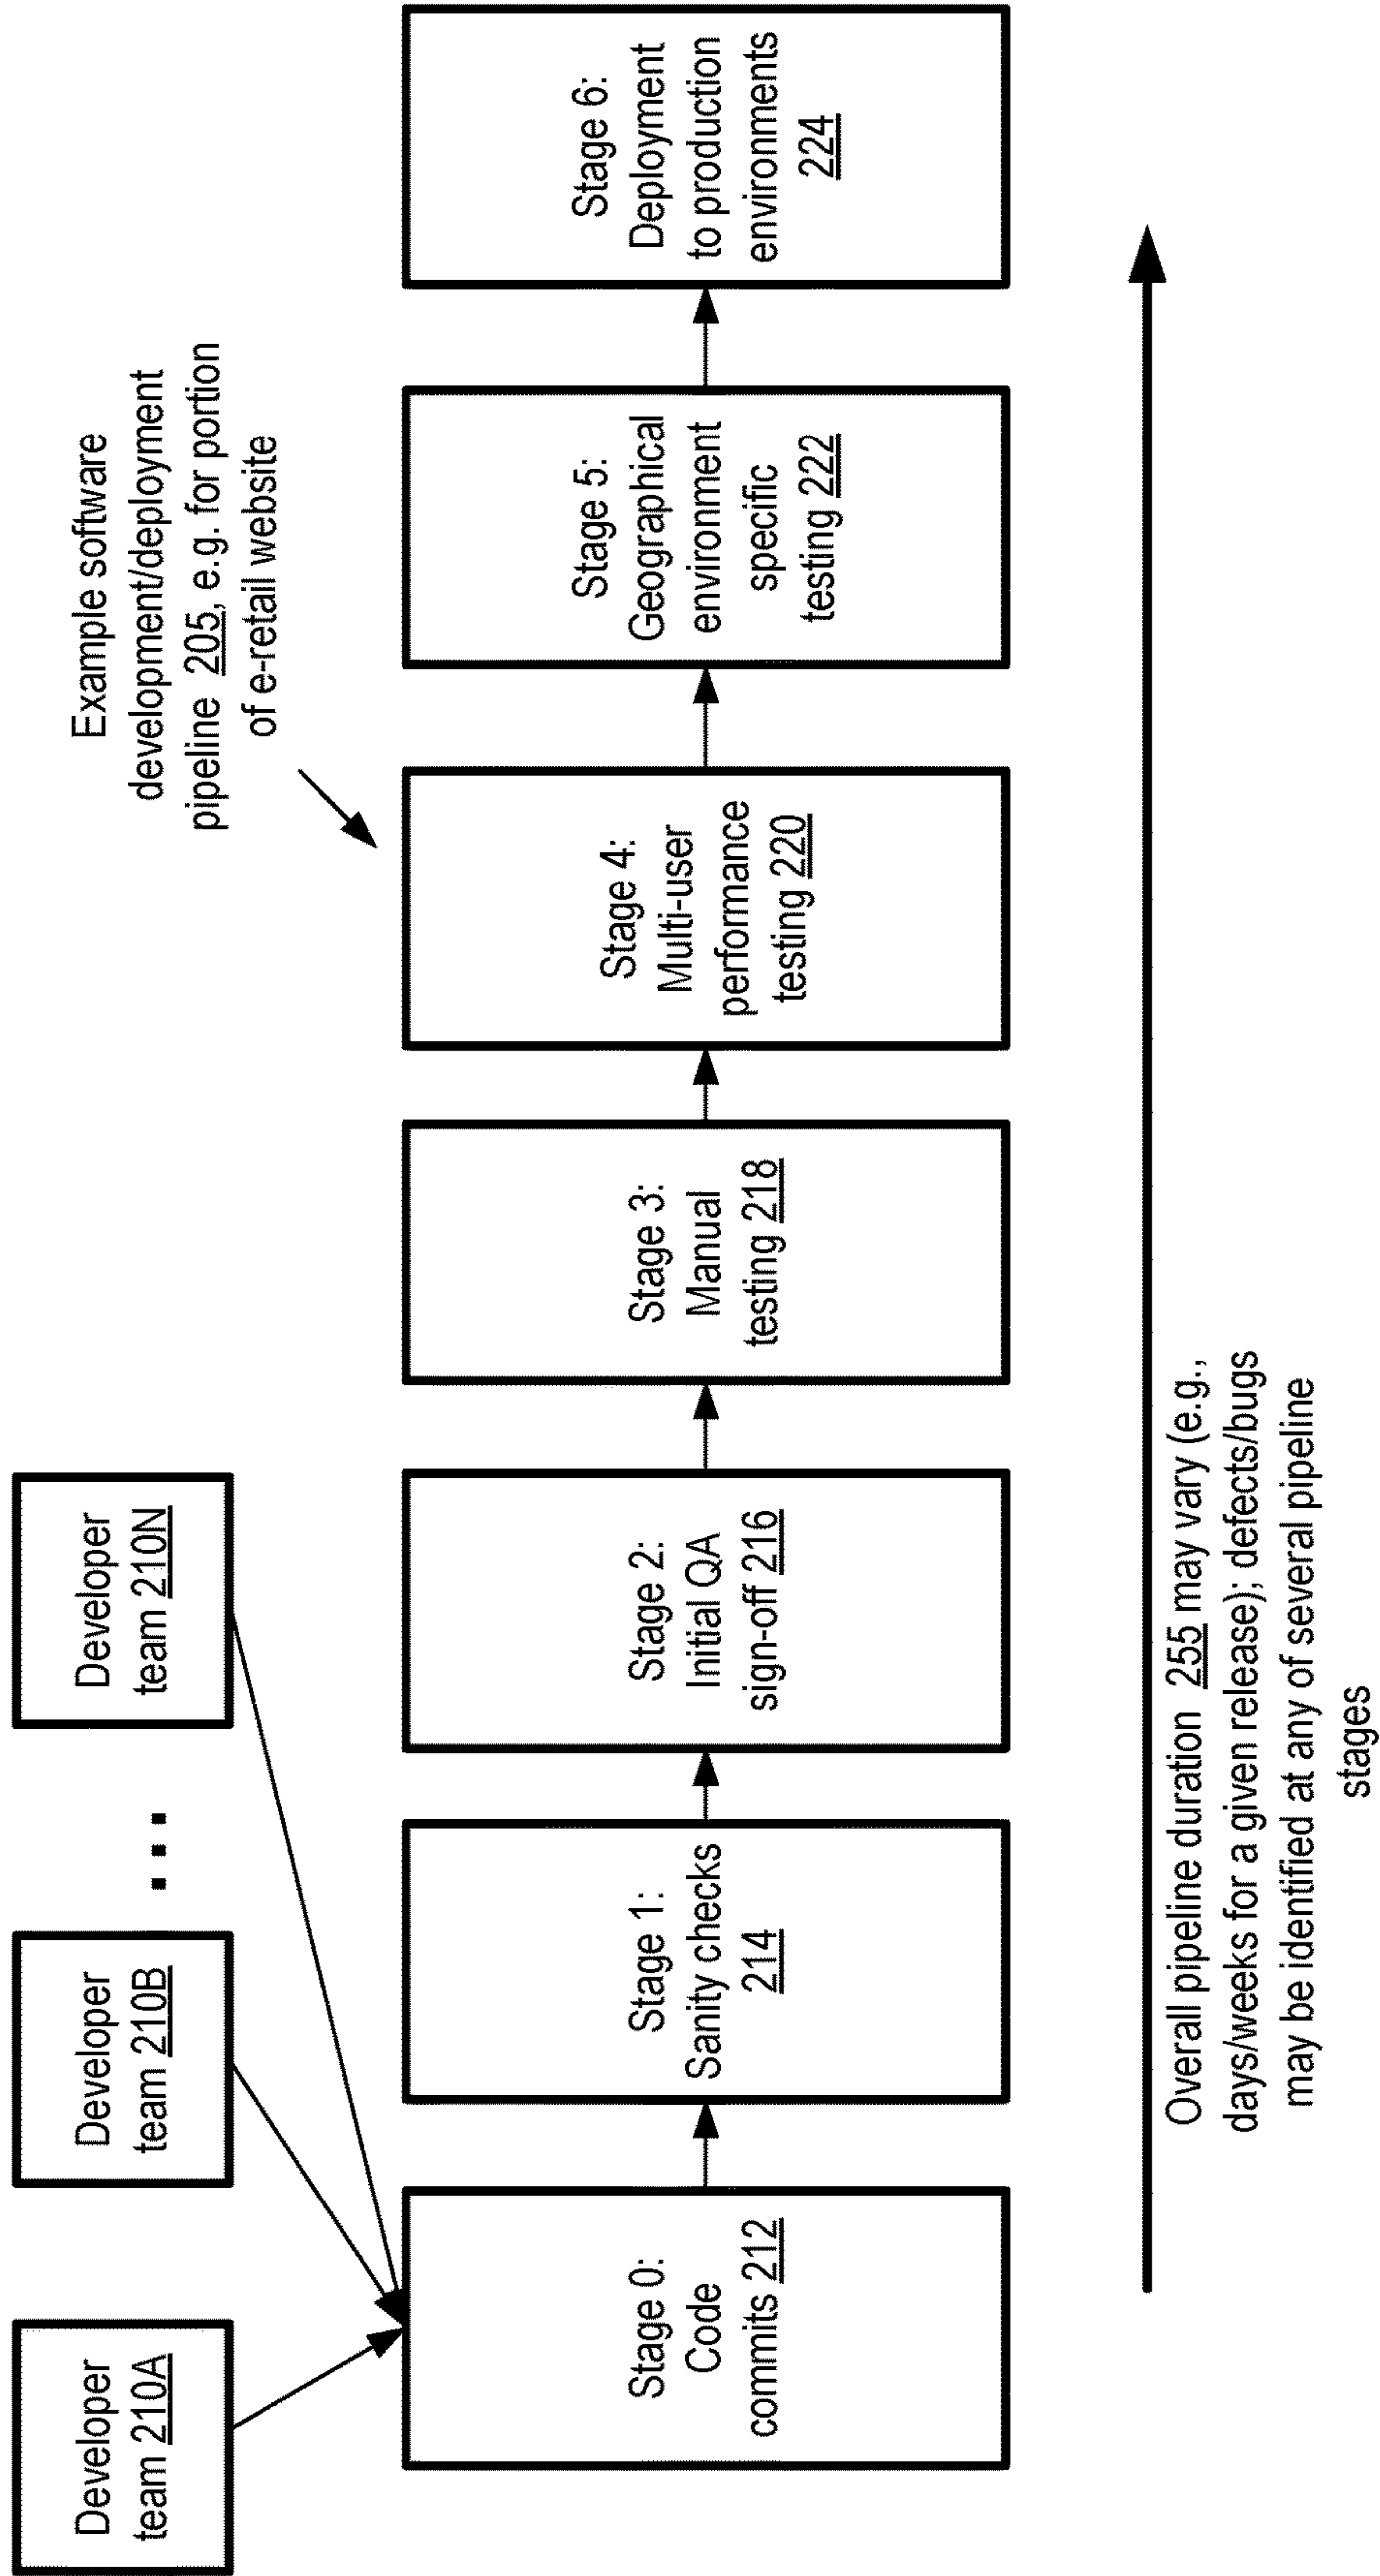 Example software
development/deployment
pipeline 205, e.g. for portion
of e-retail website
Developer
team 210A
Developer
team 210B
...
Developer
team 210N
Stage 0:
Code
commits 212
Stage 1:
Sanity checks
214
Stage 2:
Initial QA
sign-off 216
Stage 3:
Manual
testing 218
Stage 4:
Multi-user
performance
testing 220
Stage 5:
Geographical
environment
specific
testing 222
Stage 6:
Deployment
to production
environments
224
Overall pipeline duration 255 may vary (e.g.,
days/weeks for a given release); defects/bugs
may be identified at any of several pipeline
stages